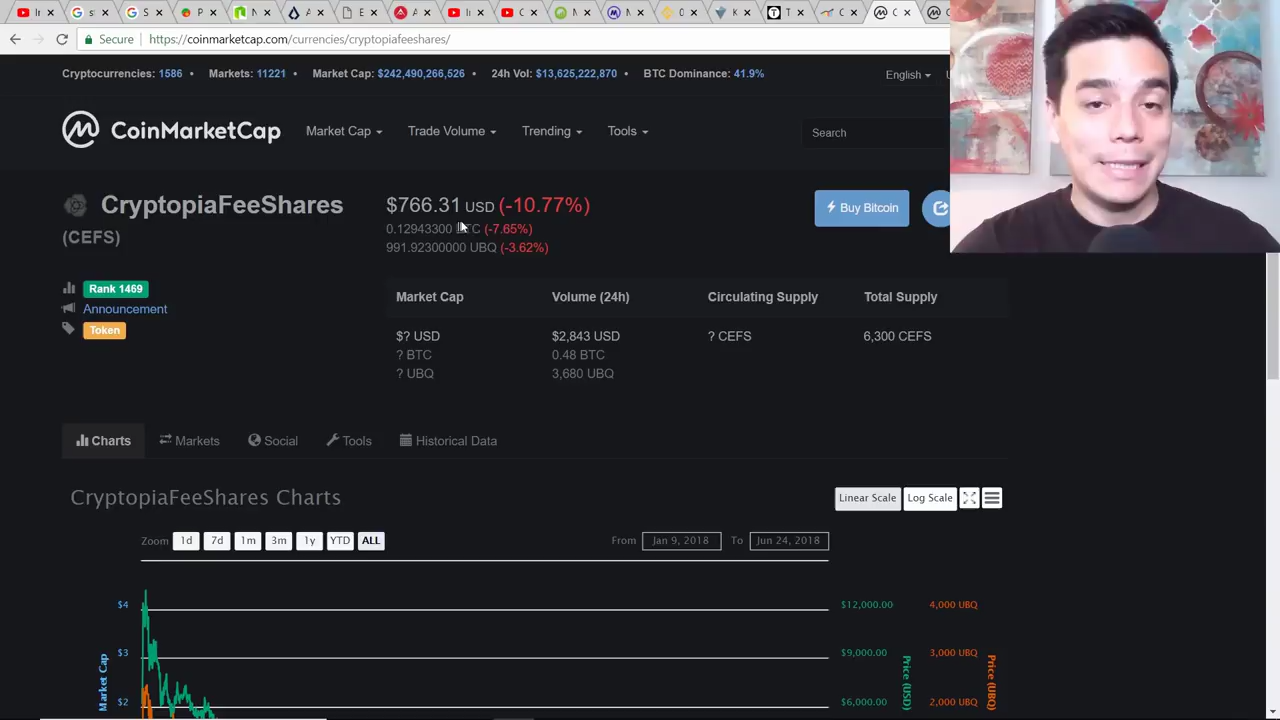 Secure https://coinmarketcap.com/currencies/cryptopiafeeshares/
Cryptocurrencies: 1586 • Markets: 11221 • Market Cap: $242,490,266,526 • 24h Vol: $13,625,222,870 • BTC Dominance: 41.9% English
CoinMarketCap Market Cap Trade Volume Trending Tools Search
CryptopiaFeeShares
(CEFS)
$766.31 USD (-10.77%)
0.12943300 BTC (-7.65%)
991.92300000 UBQ (-3.62%)
Buy Bitcoin
Rank 1469
Announcement
Token
Market Cap Volume (24h) Circulating Supply Total Supply
$? USD $2,843 USD ? CEFS 6,300 CEFS
? BTC 0.48 BTC
? UBQ 3,680 UBQ
Charts Markets Social Tools Historical Data
CryptopiaFeeShares Charts
Linear Scale Log Scale
Zoom 1d 7d 1m 3m 1y YTD ALL From Jan 9, 2018 To Jun 24, 2018
$4 $12,000.00 4,000 UBQ
$3 $9,000.00 3,000 UBQ
$2 $6,000.00 2,000 UBQ
Market Cap
Price (USD)
Price (UBQ)